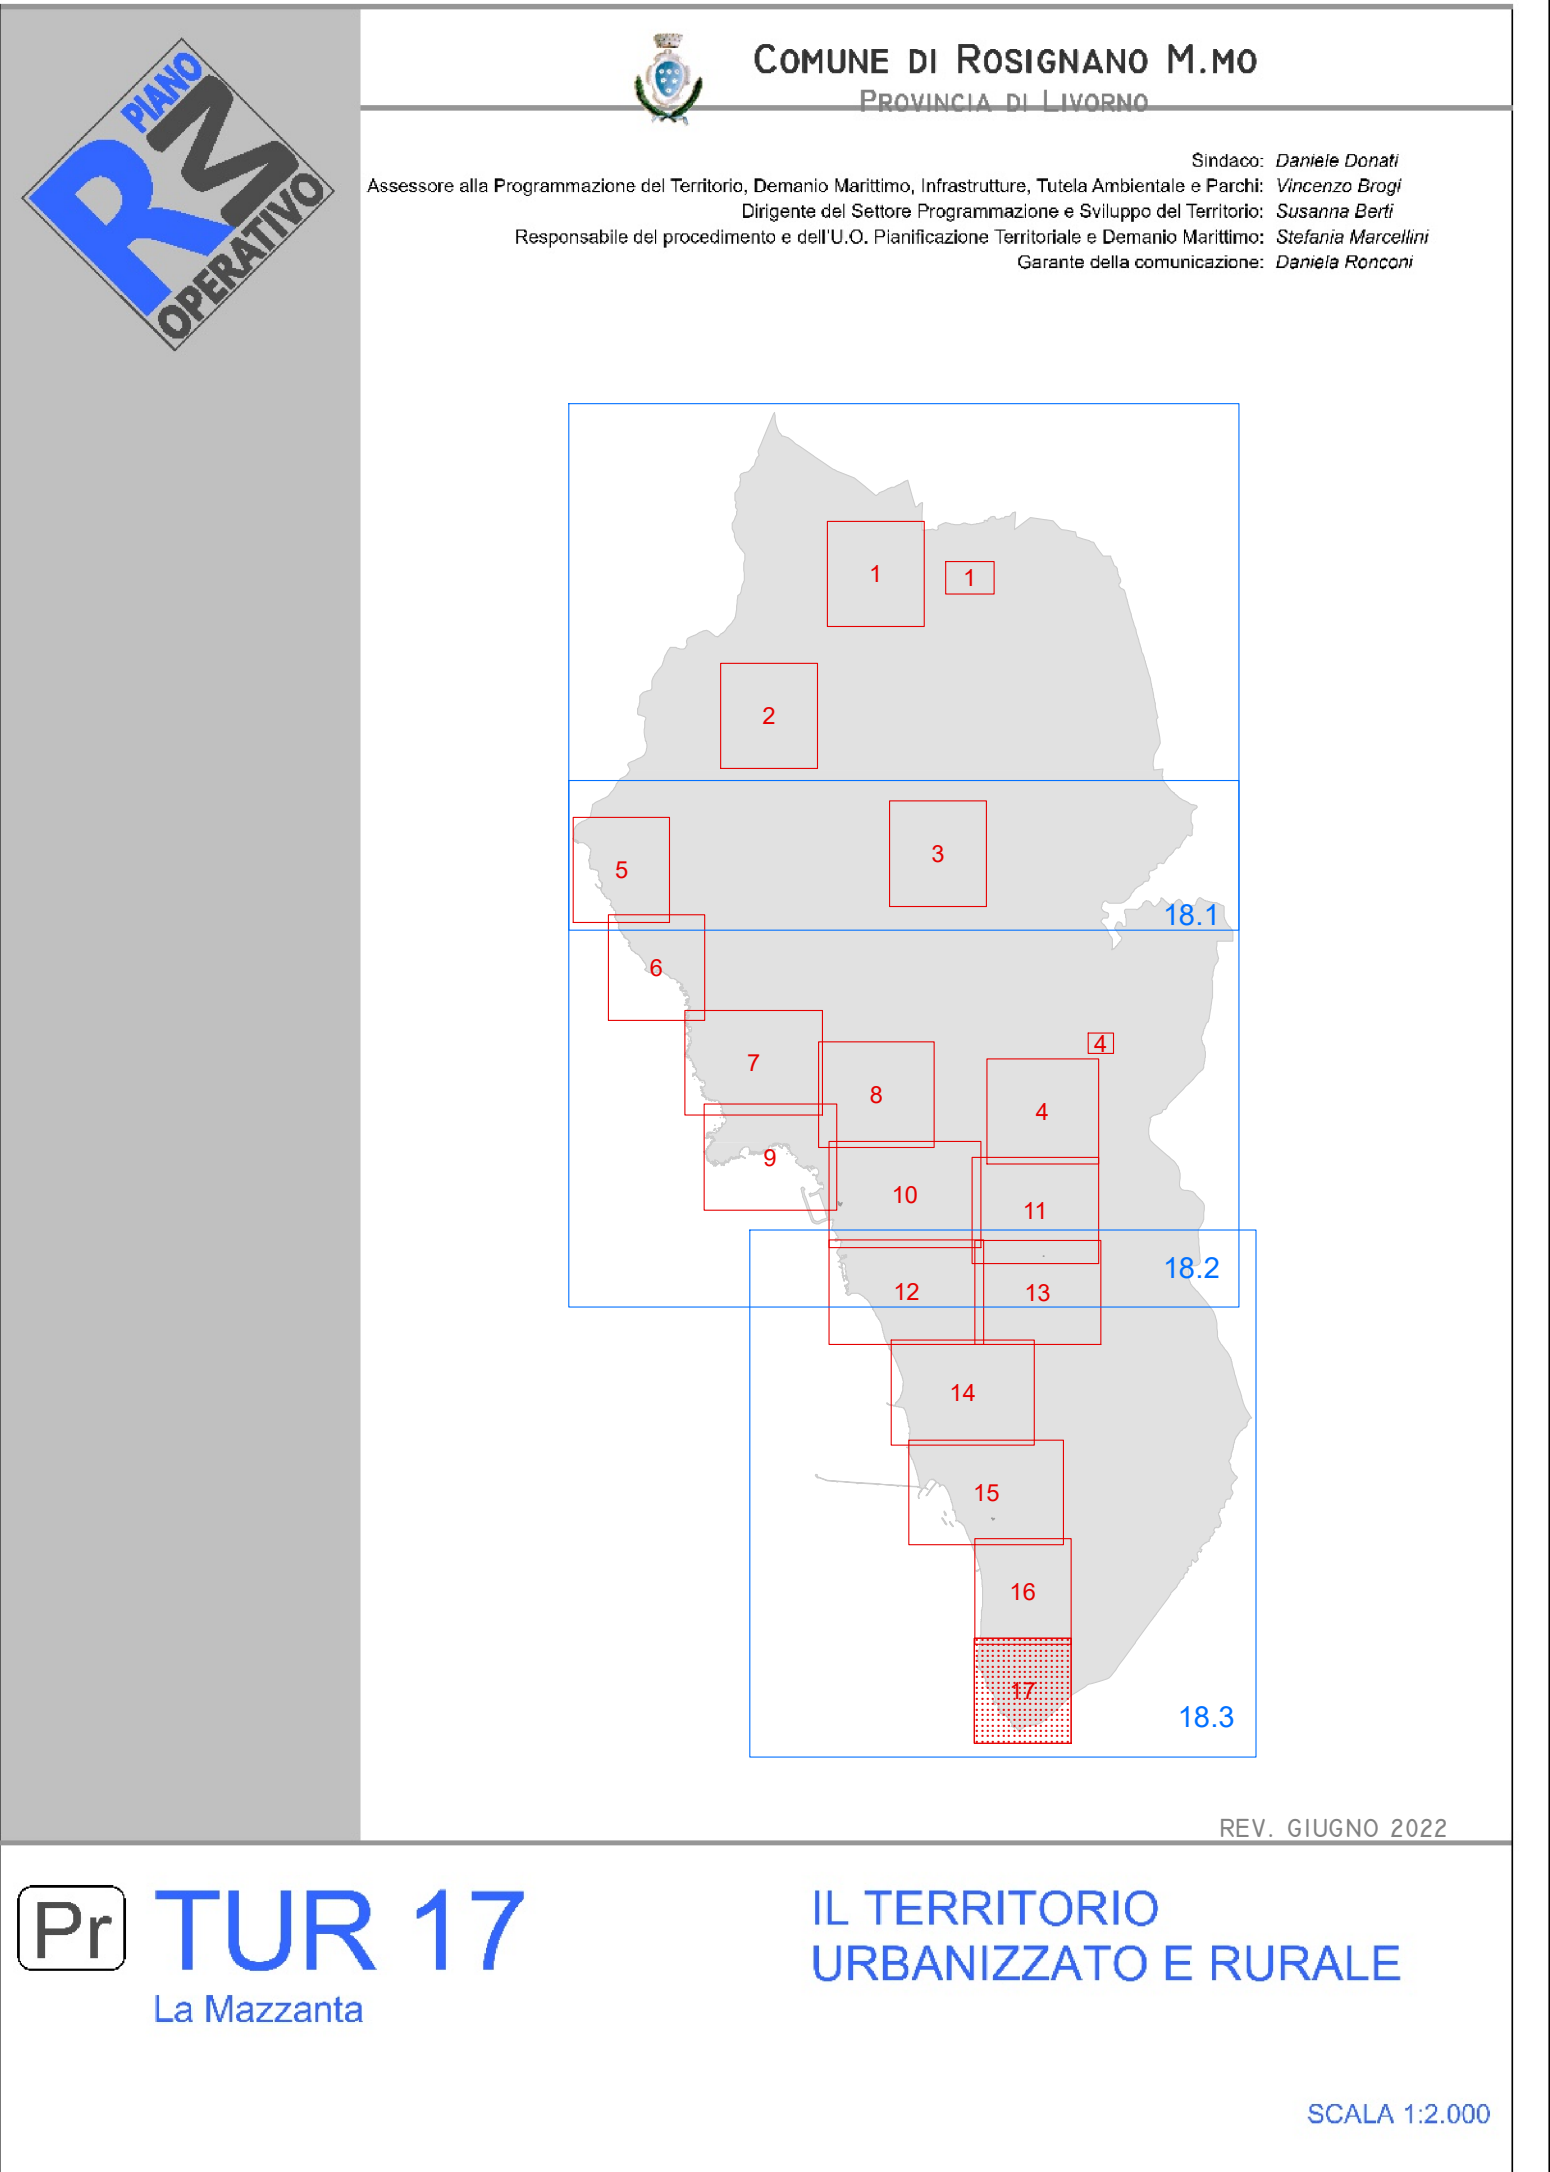 PIANO
RM
OPERATIVO
COMUNE DI ROSIGNANO M.MO
PROVINCIA DI LIVORNO
Sindaco: Daniele Donati
Assessore alla Programmazione del Territorio, Demanio Marittimo, Infrastrutture, Tutela Ambientale e Parchi: Vincenzo Brogi
Dirigente del Settore Programmazione e Sviluppo del Territorio: Susanna Berti
Responsabile del procedimento e dell'U.O. Pianificazione Territoriale e Demanio Marittimo: Stefania Marcellini
Garante della comunicazione: Daniela Ronconi
1
1
2
3
5
18.1
6
4
7
8
4
9
10
11
18.2
12
13
14
15
16
17
18.3
REV. GIUGNO 2022
Pr
TUR 17
La Mazzanta
IL TERRITORIO
URBANIZZATO E RURALE
SCALA 1:2.000